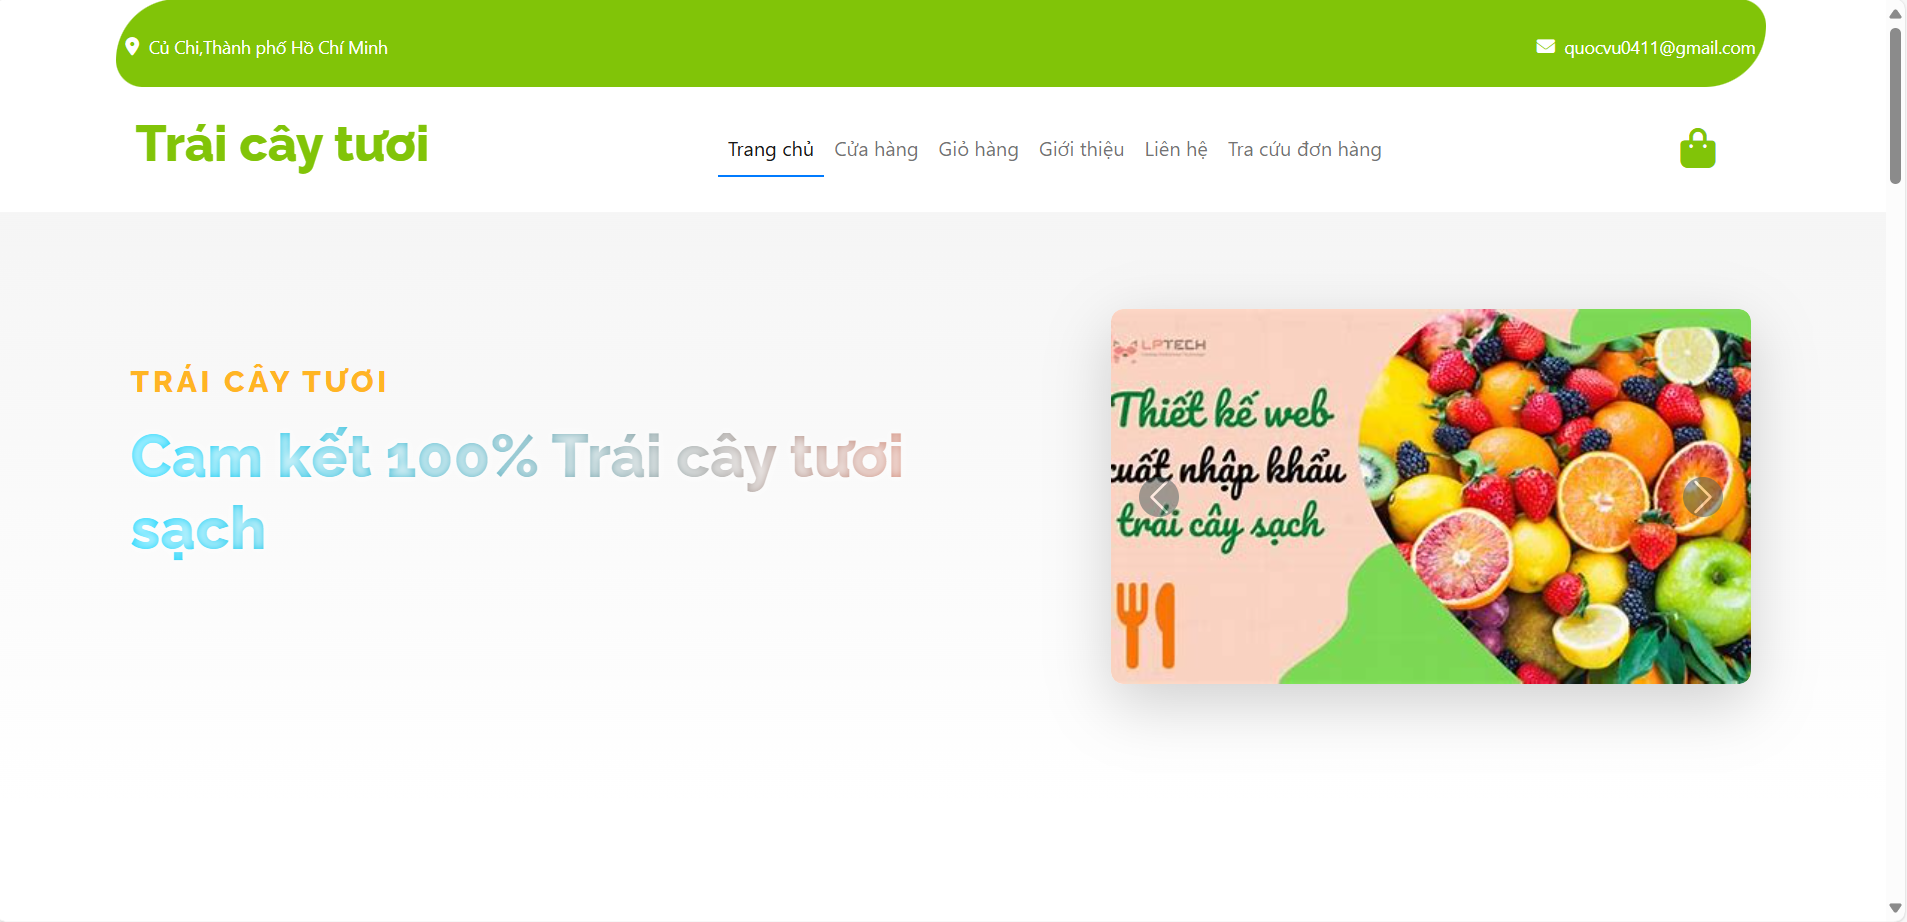 Củ Chi,Thành phố Hồ Chí Minh
quocvu0411@gmail.com
Trái cây tươi
Trang chủ Cửa hàng Giỏ hàng Giới thiệu Liên hệ Tra cứu đơn hàng
TRÁI CÂY TƯƠI
Cam kết 100% Trái cây tươi
sạch
LPTECH
Thiết kế web
xuất nhập khẩu
trái cây sạch